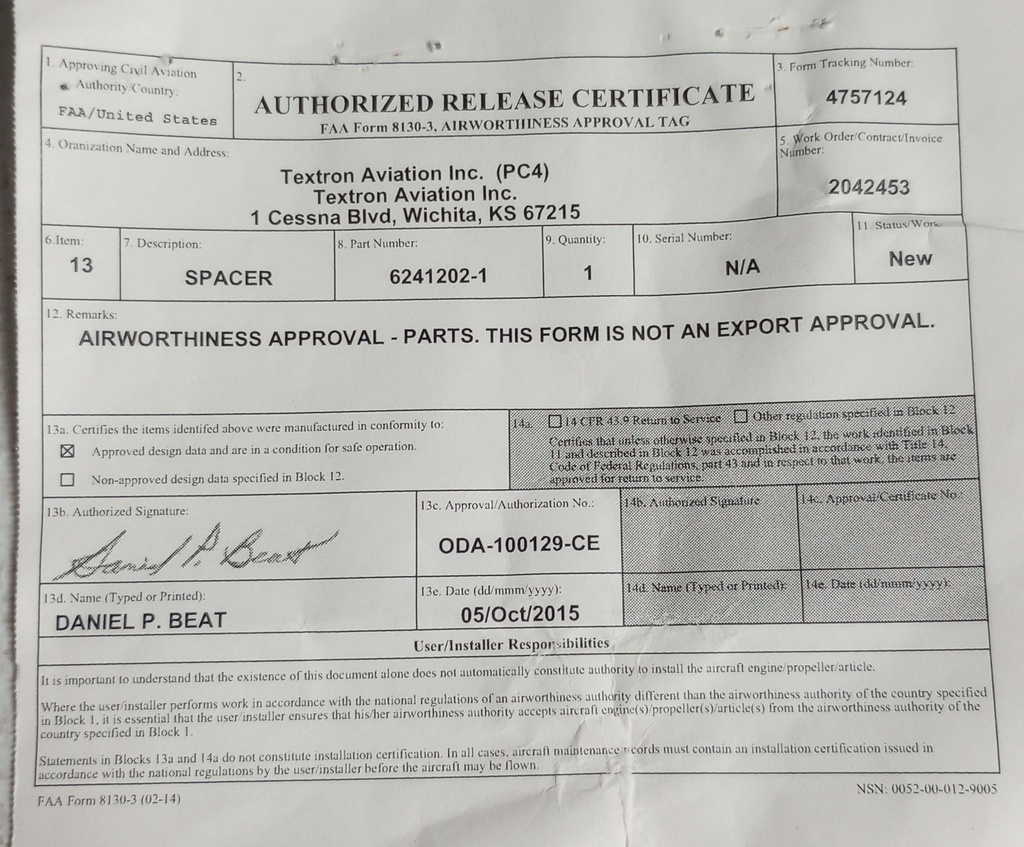 1. Approving Civil Aviation
Authority/Country:
FAA/United States
2.
AUTHORIZED RELEASE CERTIFICATE
FAA Form 8130-3, AIRWORTHINESS APPROVAL TAG
3. Form Tracking Number:
4757124
4. Oranization Name and Address:
Textron Aviation Inc. (PC4)
Textron Aviation Inc.
1 Cessna Blvd, Wichita, KS 67215
5. Work Order/Contract/Invoice
Number:
2042453
6.Item:
13
7. Description:
SPACER
8. Part Number:
6241202-1
9. Quantity:
1
10. Serial Number:
N/A
11. Status/Work
New
12. Remarks:
AIRWORTHINESS APPROVAL - PARTS. THIS FORM IS NOT AN EXPORT APPROVAL.
13a. Certifies the items identifed above were manufactured in conformity to:
Approved design data and are in a condition for safe operation.
Non-approved design data specified in Block 12.
14a. 14 CFR 43.9 Return to Service Other regulation specified in Block 12
Certifies that unless otherwise specified in Block 12, the work identified in Block
11 and described in Block 12 was accomplished in accordance with Title 14,
Code of Federal Regulations, part 43 and in respect to that work, the items are
approved for return to service.
13b. Authorized Signature:
Daniel P. Beat
13c. Approval/Authorization No.:
ODA-100129-CE
14b. Authorized Signature
14c. Approval/Certificate No.:
13d. Name (Typed or Printed):
DANIEL P. BEAT
13e. Date (dd/mmm/yyyy):
05/Oct/2015
14d. Name (Typed or Printed):
14e. Date (dd/mmm/yyyy):
User/Installer Responsibilities
It is important to understand that the existence of this document alone does not automatically constitute authority to install the aircraft engine/propeller/article.
Where the user/installer performs work in accordance with the national regulations of an airworthiness authority different than the airworthiness authority of the country specified
in Block 1, it is essential that the user/installer ensures that his/her airworthiness authority accepts aircraft engine(s)/propeller(s)/article(s) from the airworthiness authority of the
country specified in Block 1.
Statements in Blocks 13a and 14a do not constitute installation certification. In all cases, aircraft maintenance records must contain an installation certification issued in
accordance with the national regulations by the user/installer before the aircraft may be flown.
FAA Form 8130-3 (02-14)
NSN: 0052-00-012-9005